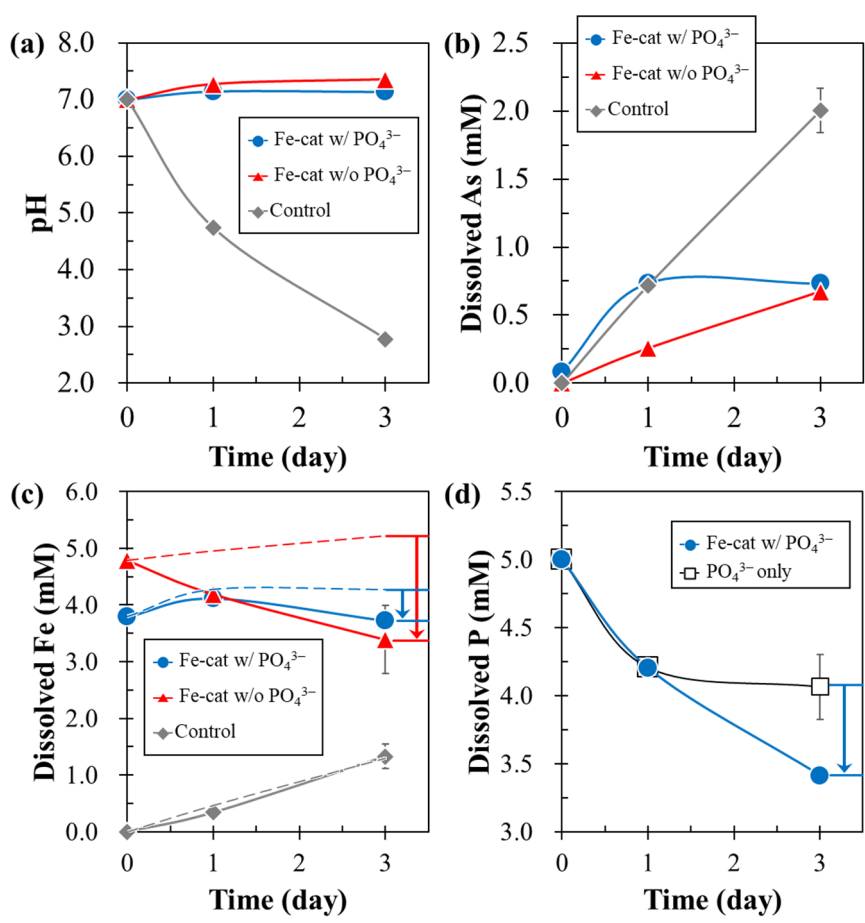 (a)
8.0
7.0
6.0
5.0
4.0
3.0
2.0
pH
Fe-cat w/ PO₄³⁻
Fe-cat w/o PO₄³⁻
Control
0 1 2 3
Time (day)
(b)
2.5
2.0
1.5
1.0
0.5
0.0
Dissolved As (mM)
Fe-cat w/ PO₄³⁻
Fe-cat w/o PO₄³⁻
Control
0 1 2 3
Time (day)
(c)
6.0
5.0
4.0
3.0
2.0
1.0
0.0
Dissolved Fe (mM)
Fe-cat w/ PO₄³⁻
Fe-cat w/o PO₄³⁻
Control
0 1 2 3
Time (day)
(d)
5.5
5.0
4.5
4.0
3.5
3.0
Dissolved P (mM)
Fe-cat w/ PO₄³⁻
PO₄³⁻ only
0 1 2 3
Time (day)